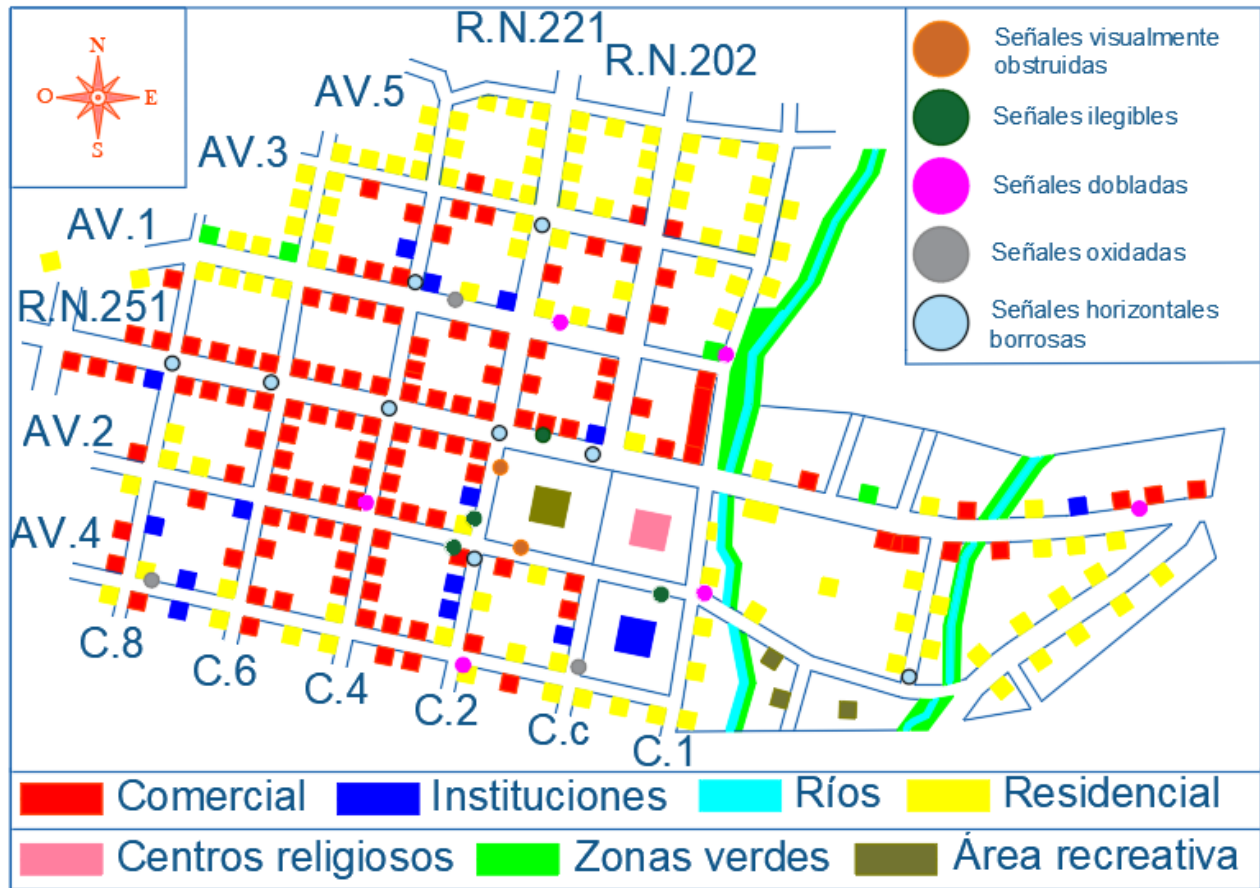 R.N.221
R.N.202
AV.5
AV.3
AV.1
R.N.251
AV.2
AV.4
C.8
C.6
C.4
C.2
C.c
C.1
N
O
E
S
Señales visualmente
obstruidas
Señales ilegibles
Señales dobladas
Señales oxidadas
Señales horizontales
borrosas
Comercial
Instituciones
Ríos
Residencial
Centros religiosos
Zonas verdes
Área recreativa